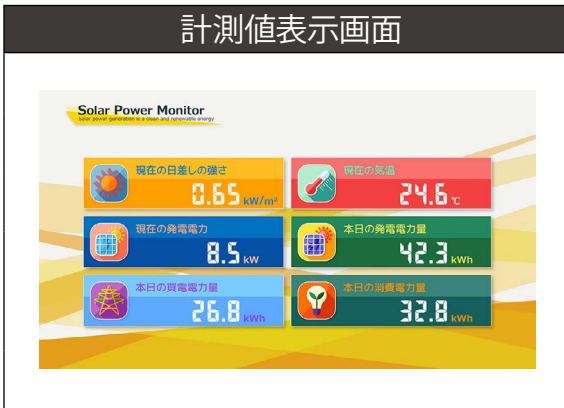 計測値表示画面
Solar Power Monitor
Solar power generation is a clean and renewable energy
現在の日差しの強さ
0.65 kW/m²
現在の気温
24.6 ℃
現在の発電電力
8.5 kW
本日の発電電力量
42.3 kWh
本日の買電電力量
26.8 kWh
本日の消費電力量
32.8 kWh